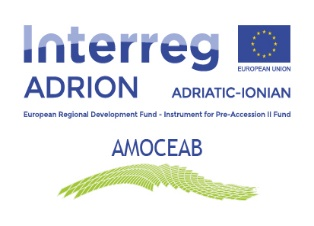 Interreg
EUROPEAN UNION
ADRION ADRIATIC-IONIAN
European Regional Development Fund - Instrument for Pre-Accession II Fund
AMOCEAB